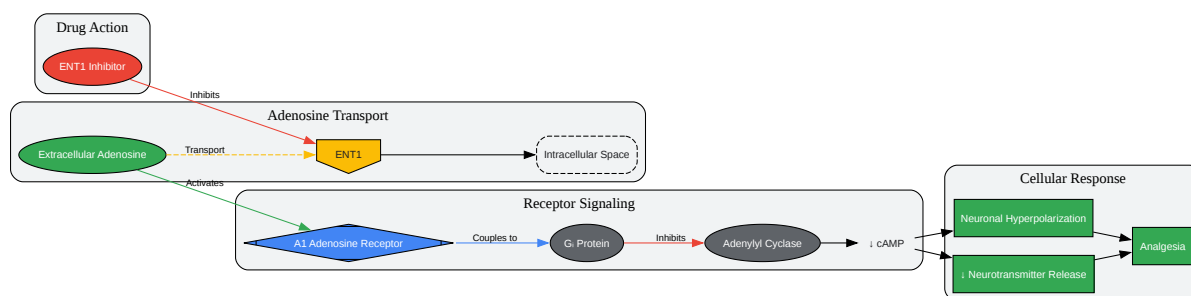 Drug Action
ENT1 Inhibitor
Inhibits
Adenosine Transport
Extracellular Adenosine
Transport
ENT1
Intracellular Space
Activates
Receptor Signaling
A1 Adenosine Receptor
Couples to
Gᵢ Protein
Inhibits
Adenylyl Cyclase
↓ cAMP
Cellular Response
Neuronal Hyperpolarization
↓ Neurotransmitter Release
Analgesia